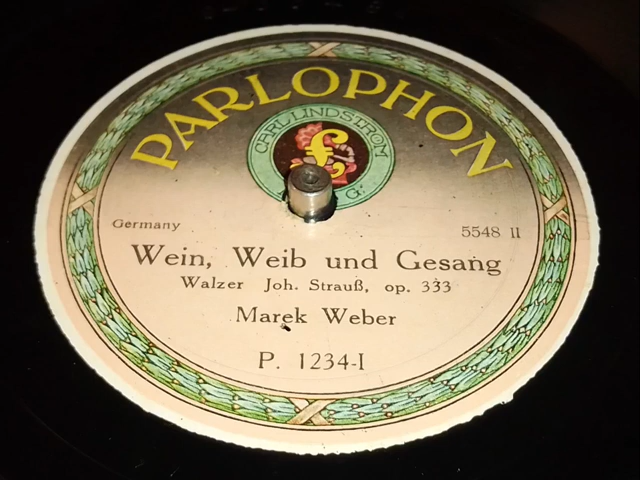 PARLOPHON
CARL LINDSTRÖM
£
G.
Germany
5548 II
Wein, Weib und Gesang
Walzer Joh. Strauß, op. 333
Marek Weber
P. 1234-I